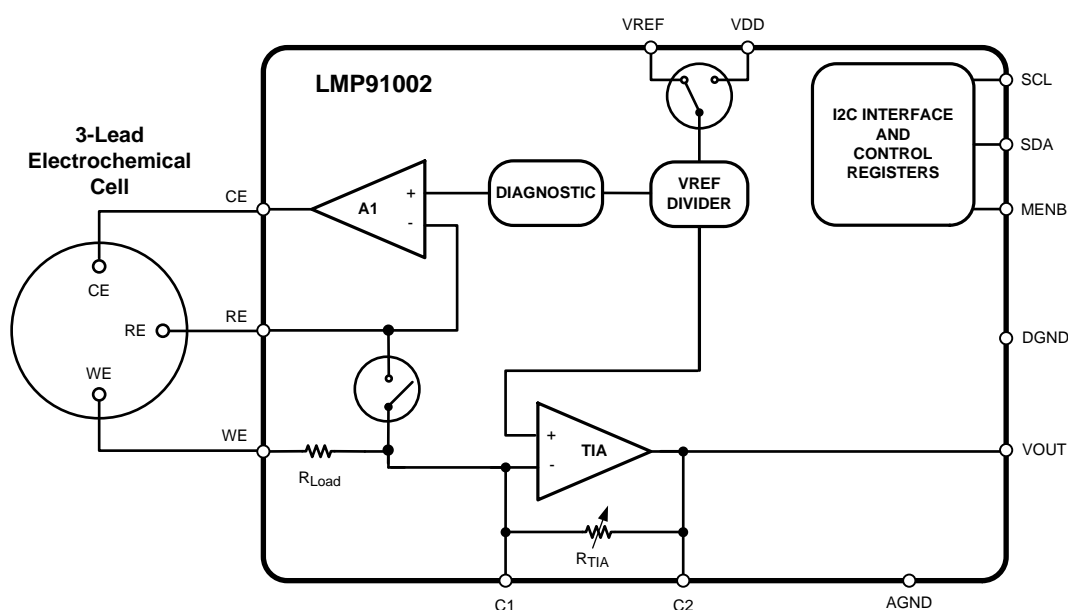 VREF
VDD
LMP91002
SCL
I2C INTERFACE
AND
CONTROL
REGISTERS
SDA
MENB
3-Lead
Electrochemical
Cell
CE
A1
+
-
DIAGNOSTIC
VREF
DIVIDER
CE
RE
RE
WE
DGND
WE
RLoad
+
-
TIA
VOUT
RTIA
C1
C2
AGND